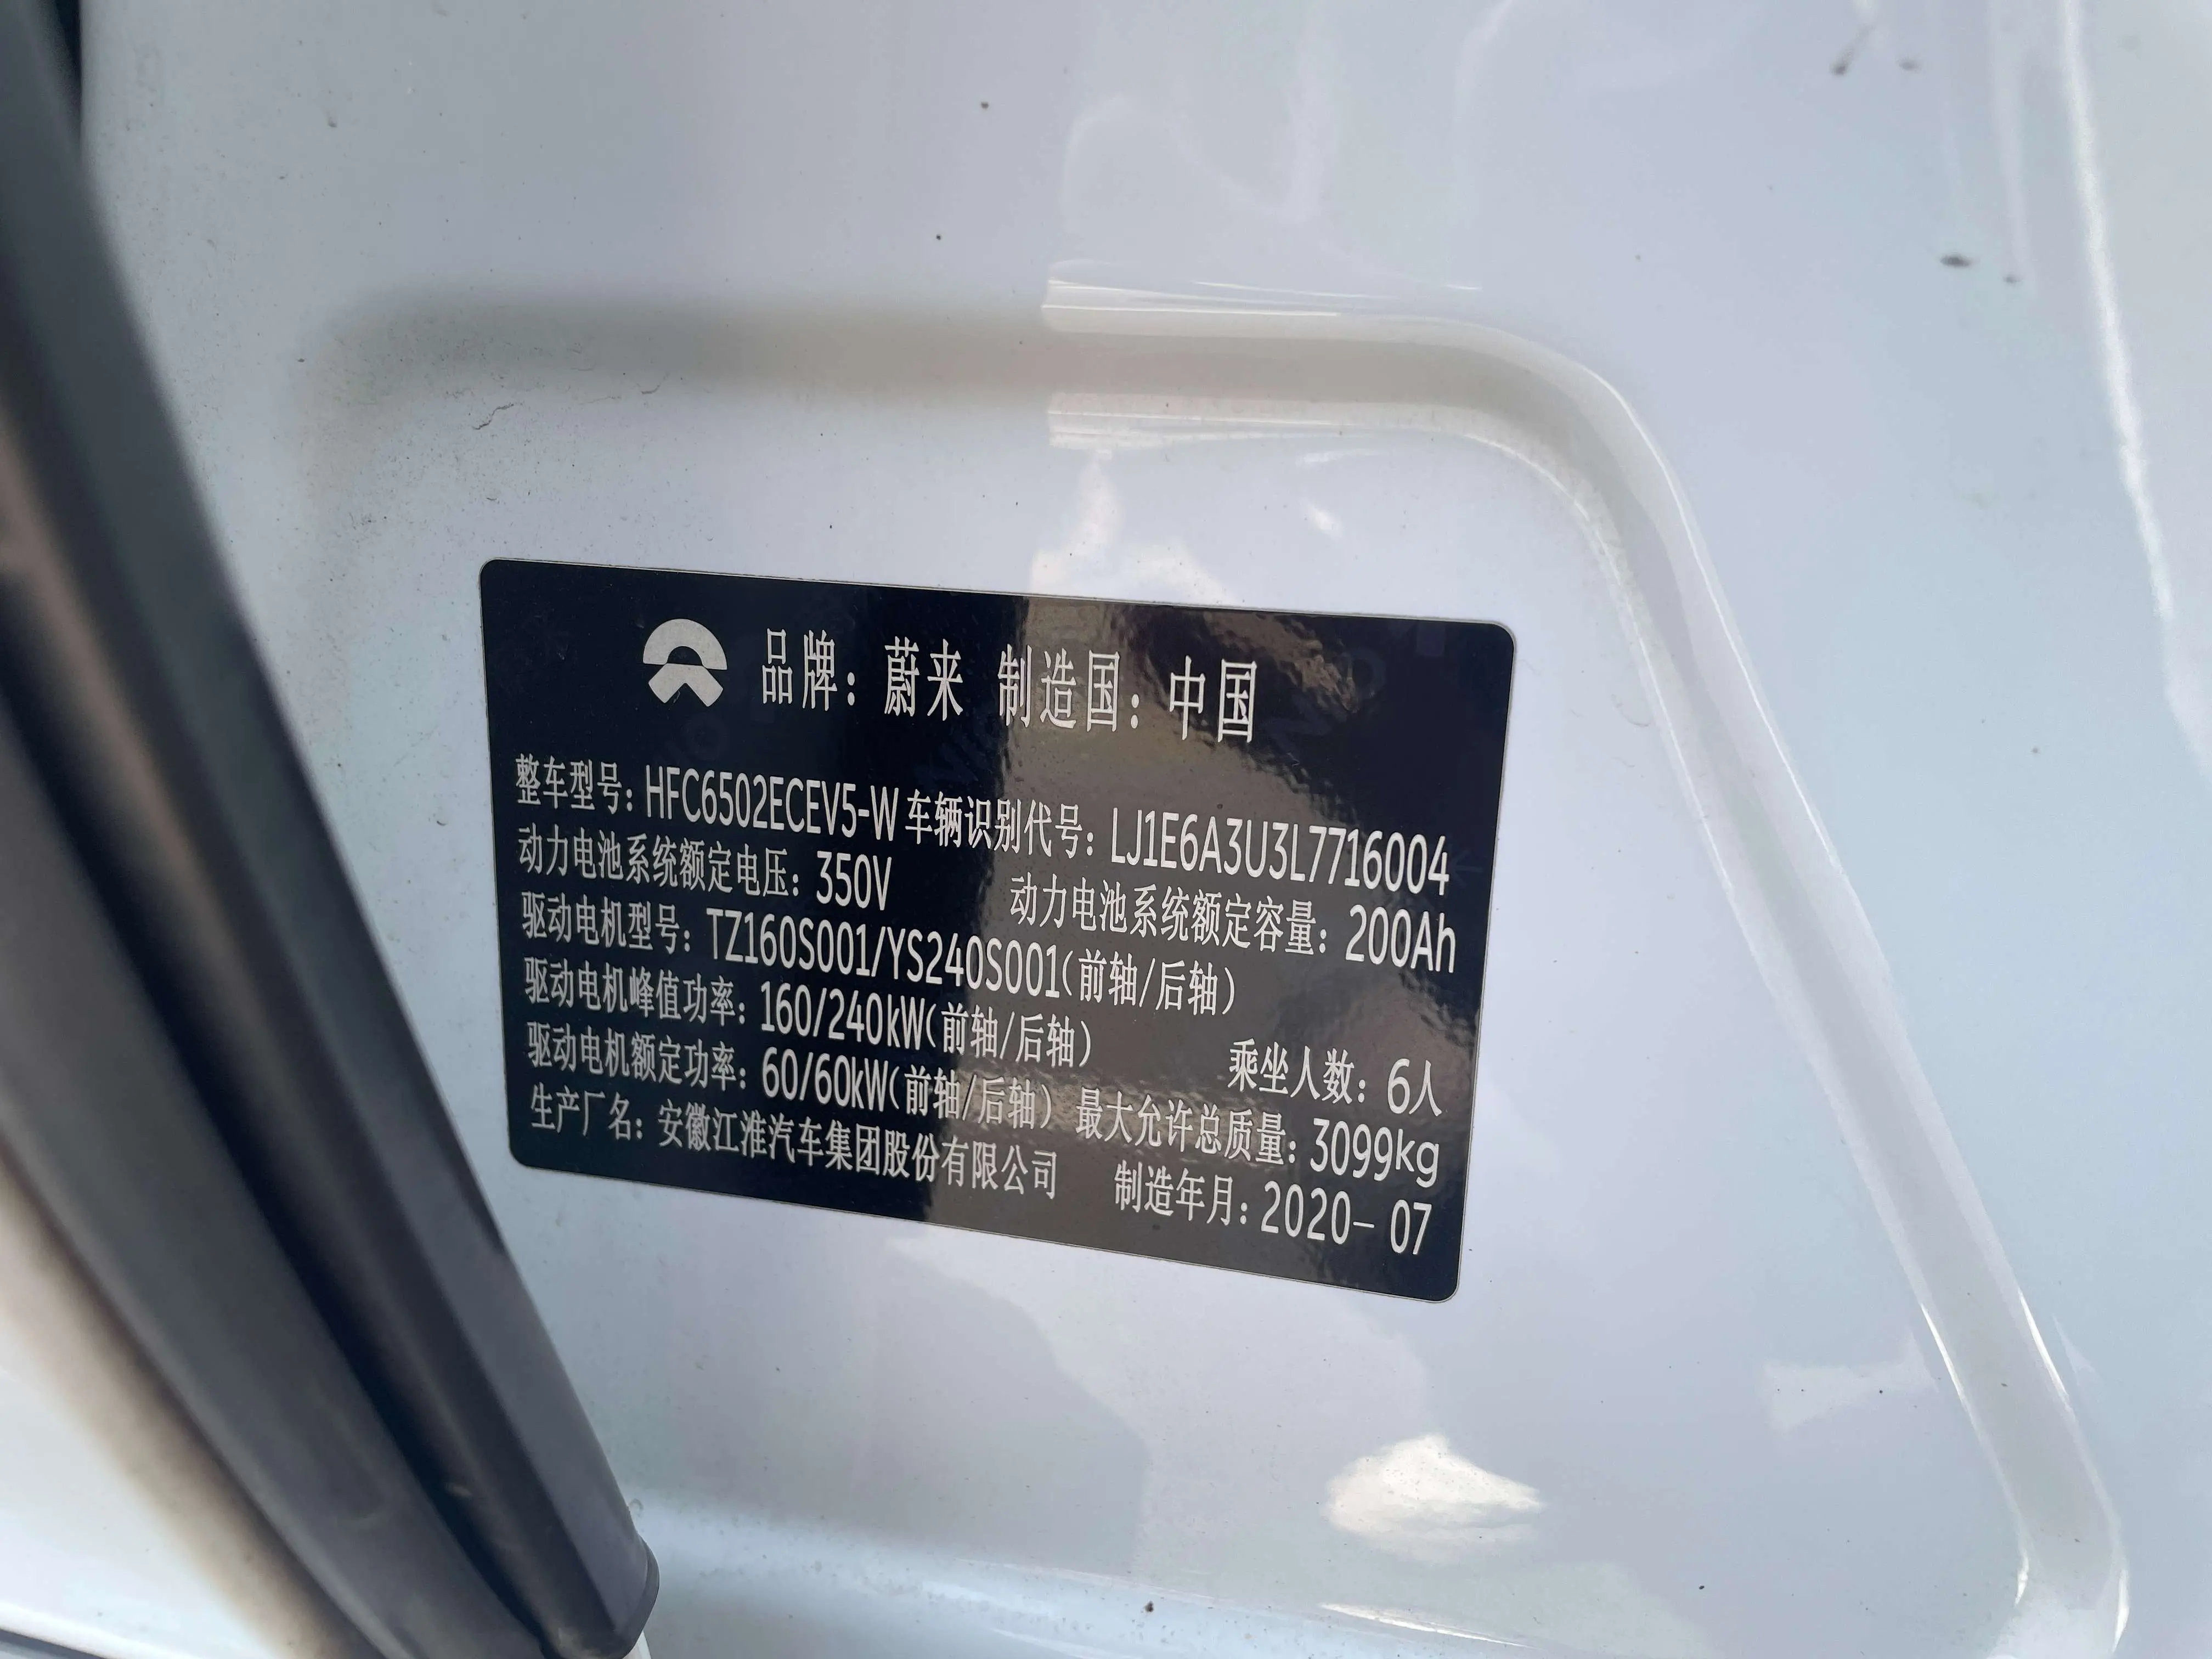 品牌：蔚来 制造国：中国
整车型号：HFC6502ECEV5-W 车辆识别代号：LJ1E6A3U3L7716004
动力电池系统额定电压：350V 动力电池系统额定容量：200Ah
驱动电机型号：TZ160S001/YS240S001(前轴/后轴)
驱动电机峰值功率：160/240kW(前轴/后轴) 乘坐人数：6人
驱动电机额定功率：60/60kW(前轴/后轴) 最大允许总质量：3099kg
生产厂名：安徽江淮汽车集团股份有限公司 制造年月：2020- 07